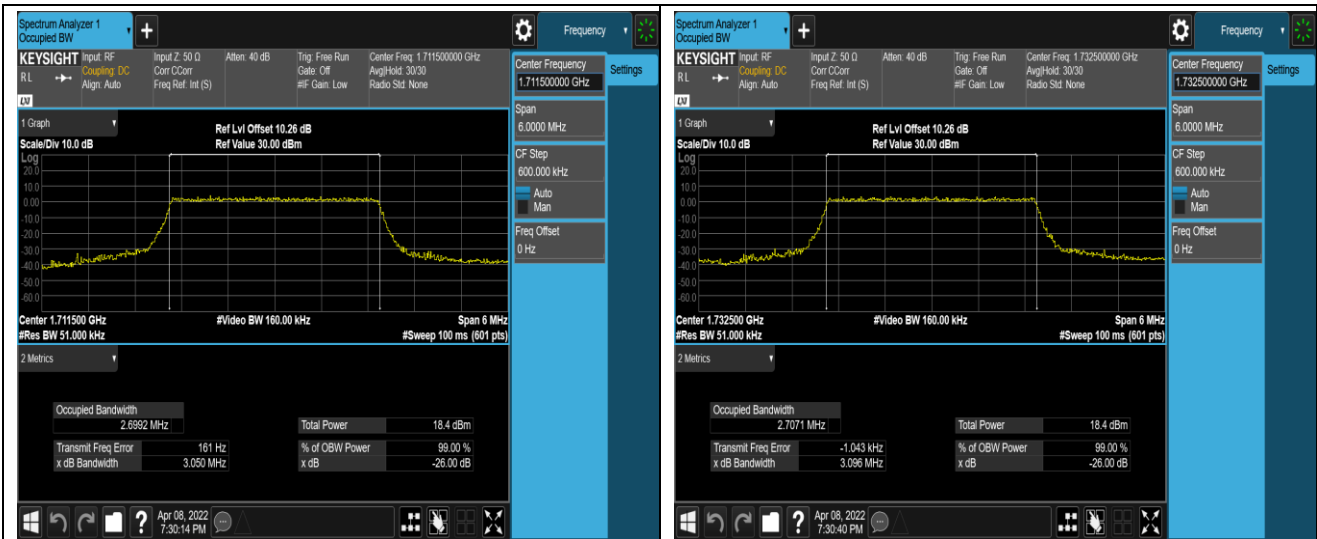 Spectrum Analyzer 1
Occupied BW
Frequency
KEYSIGHT
RL
LXI
Input: RF
Coupling: DC
Align: Auto
Input Z: 50 Ω
Corr CCorr
Freq Ref: Int (S)
Atten: 40 dB
Trig: Free Run
Gate: Off
#IF Gain: Low
Center Freq: 1.711500000 GHz
Avg|Hold: 30/30
Radio Std: None
Center Frequency
1.711500000 GHz
Settings
Span
6.0000 MHz
CF Step
600.000 kHz
Auto
Man
Freq Offset
0 Hz
1 Graph
Ref Lvl Offset 10.26 dB
Scale/Div 10.0 dB
Ref Value 30.00 dBm
Log
20.0
10.0
0.00
-10.0
-20.0
-30.0
-40.0
-50.0
-60.0
Center 1.711500 GHz
#Video BW 160.00 kHz
Span 6 MHz
#Res BW 51.000 kHz
#Sweep 100 ms (601 pts)
2 Metrics
Occupied Bandwidth
2.6992 MHz
Total Power 18.4 dBm
Transmit Freq Error 161 Hz
% of OBW Power 99.00 %
x dB Bandwidth 3.050 MHz
x dB -26.00 dB
?
Apr 08, 2022
7:30:14 PM
Spectrum Analyzer 1
Occupied BW
Frequency
KEYSIGHT
RL
LXI
Input: RF
Coupling: DC
Align: Auto
Input Z: 50 Ω
Corr CCorr
Freq Ref: Int (S)
Atten: 40 dB
Trig: Free Run
Gate: Off
#IF Gain: Low
Center Freq: 1.732500000 GHz
Avg|Hold: 30/30
Radio Std: None
Center Frequency
1.732500000 GHz
Settings
Span
6.0000 MHz
CF Step
600.000 kHz
Auto
Man
Freq Offset
0 Hz
1 Graph
Ref Lvl Offset 10.26 dB
Scale/Div 10.0 dB
Ref Value 30.00 dBm
Log
20.0
10.0
0.00
-10.0
-20.0
-30.0
-40.0
-50.0
-60.0
Center 1.732500 GHz
#Video BW 160.00 kHz
Span 6 MHz
#Res BW 51.000 kHz
#Sweep 100 ms (601 pts)
2 Metrics
Occupied Bandwidth
2.7071 MHz
Total Power 18.4 dBm
Transmit Freq Error -1.043 kHz
% of OBW Power 99.00 %
x dB Bandwidth 3.096 MHz
x dB -26.00 dB
?
Apr 08, 2022
7:30:40 PM